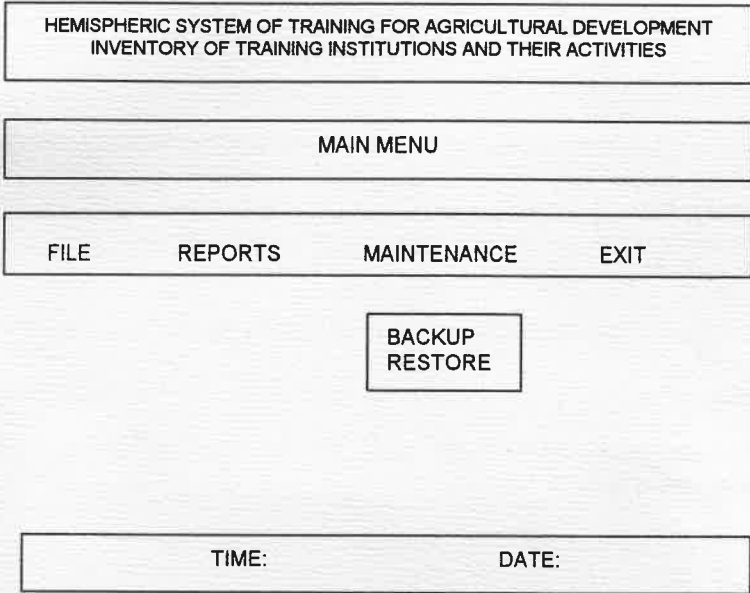 HEMISPHERIC SYSTEM OF TRAINING FOR AGRICULTURAL DEVELOPMENT
INVENTORY OF TRAINING INSTITUTIONS AND THEIR ACTIVITIES
MAIN MENU
FILE REPORTS MAINTENANCE EXIT
BACKUP
RESTORE
TIME: DATE: